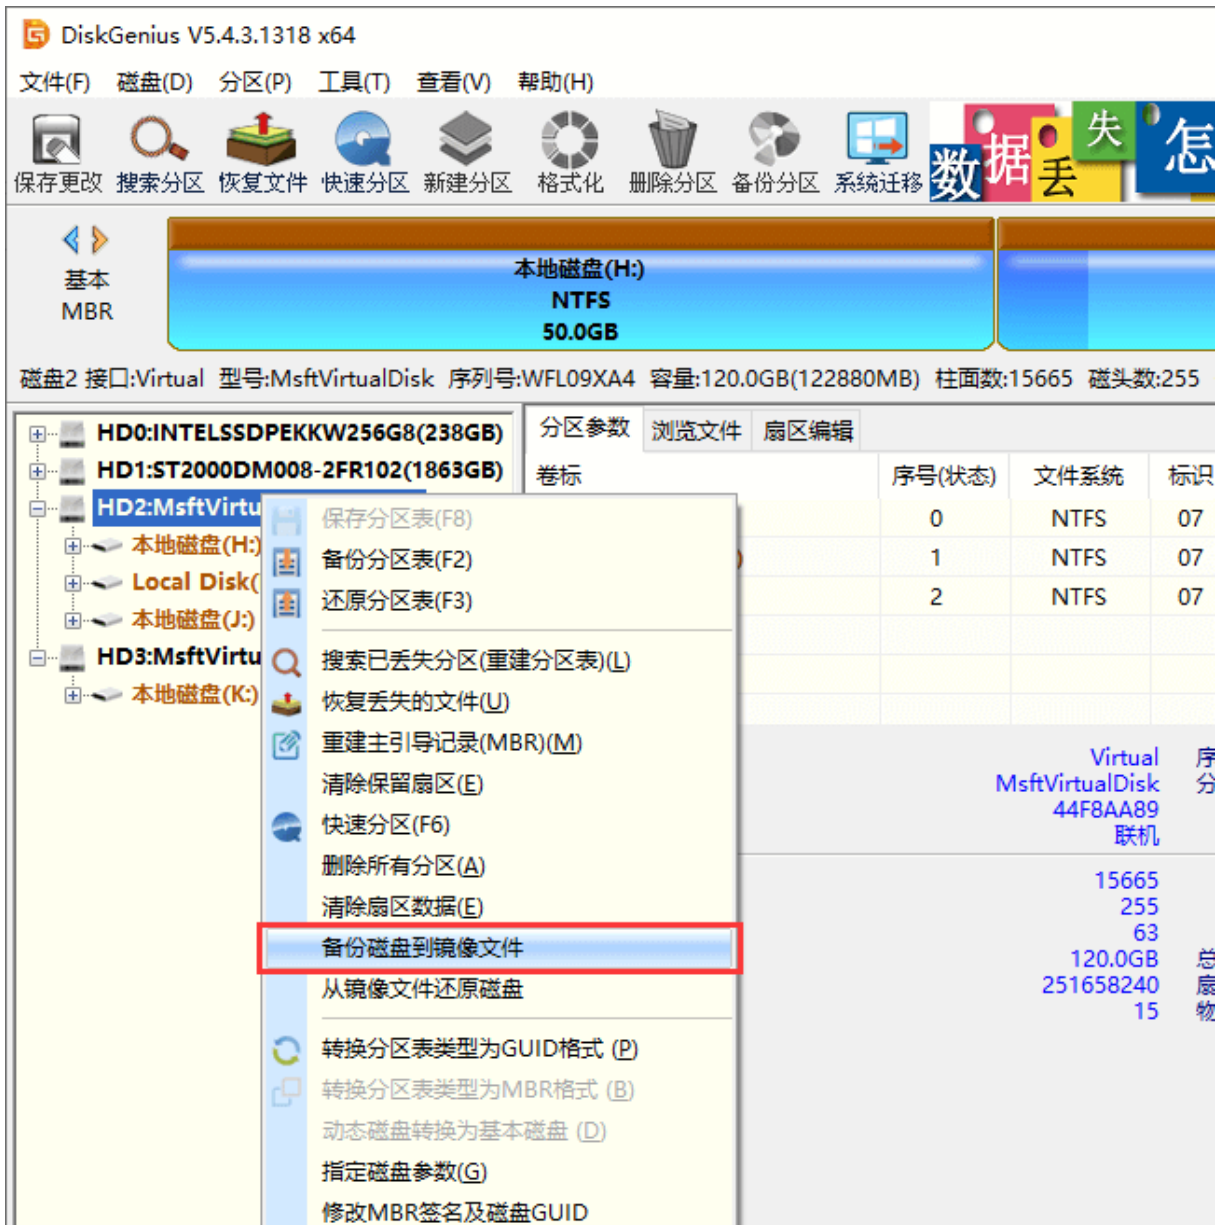 DiskGenius V5.4.3.1318 x64
文件(F) 磁盘(D) 分区(P) 工具(T) 查看(V) 帮助(H)
保存更改 搜索分区 恢复文件 快速分区 新建分区 格式化 删除分区 备份分区 系统迁移 数据丢失怎
基本
MBR
本地磁盘(H:)
NTFS
50.0GB
磁盘2 接口:Virtual 型号:MsftVirtualDisk 序列号:WFL09XA4 容量:120.0GB(122880MB) 柱面数:15665 磁头数:255
HD0:INTELSSDPEKKW256G8(238GB)
HD1:ST2000DM008-2FR102(1863GB)
HD2:MsftVirtu
本地磁盘(H:)
Local Disk(
本地磁盘(J:)
HD3:MsftVirtu
本地磁盘(K:)
分区参数 浏览文件 扇区编辑
卷标 序号(状态) 文件系统 标识
0 NTFS 07
) 1 NTFS 07
2 NTFS 07
保存分区表(F8)
备份分区表(F2)
还原分区表(F3)
搜索已丢失分区(重建分区表)(L)
恢复丢失的文件(U)
重建主引导记录(MBR)(M)
清除保留扇区(E)
快速分区(F6)
删除所有分区(A)
清除扇区数据(E)
备份磁盘到镜像文件
从镜像文件还原磁盘
转换分区表类型为GUID格式 (P)
转换分区表类型为MBR格式 (B)
动态磁盘转换为基本磁盘 (D)
指定磁盘参数(G)
修改MBR签名及磁盘GUID
Virtual 序
MsftVirtualDisk 分
44F8AA89
联机
15665
255
63
120.0GB 总
251658240 扇
15 物